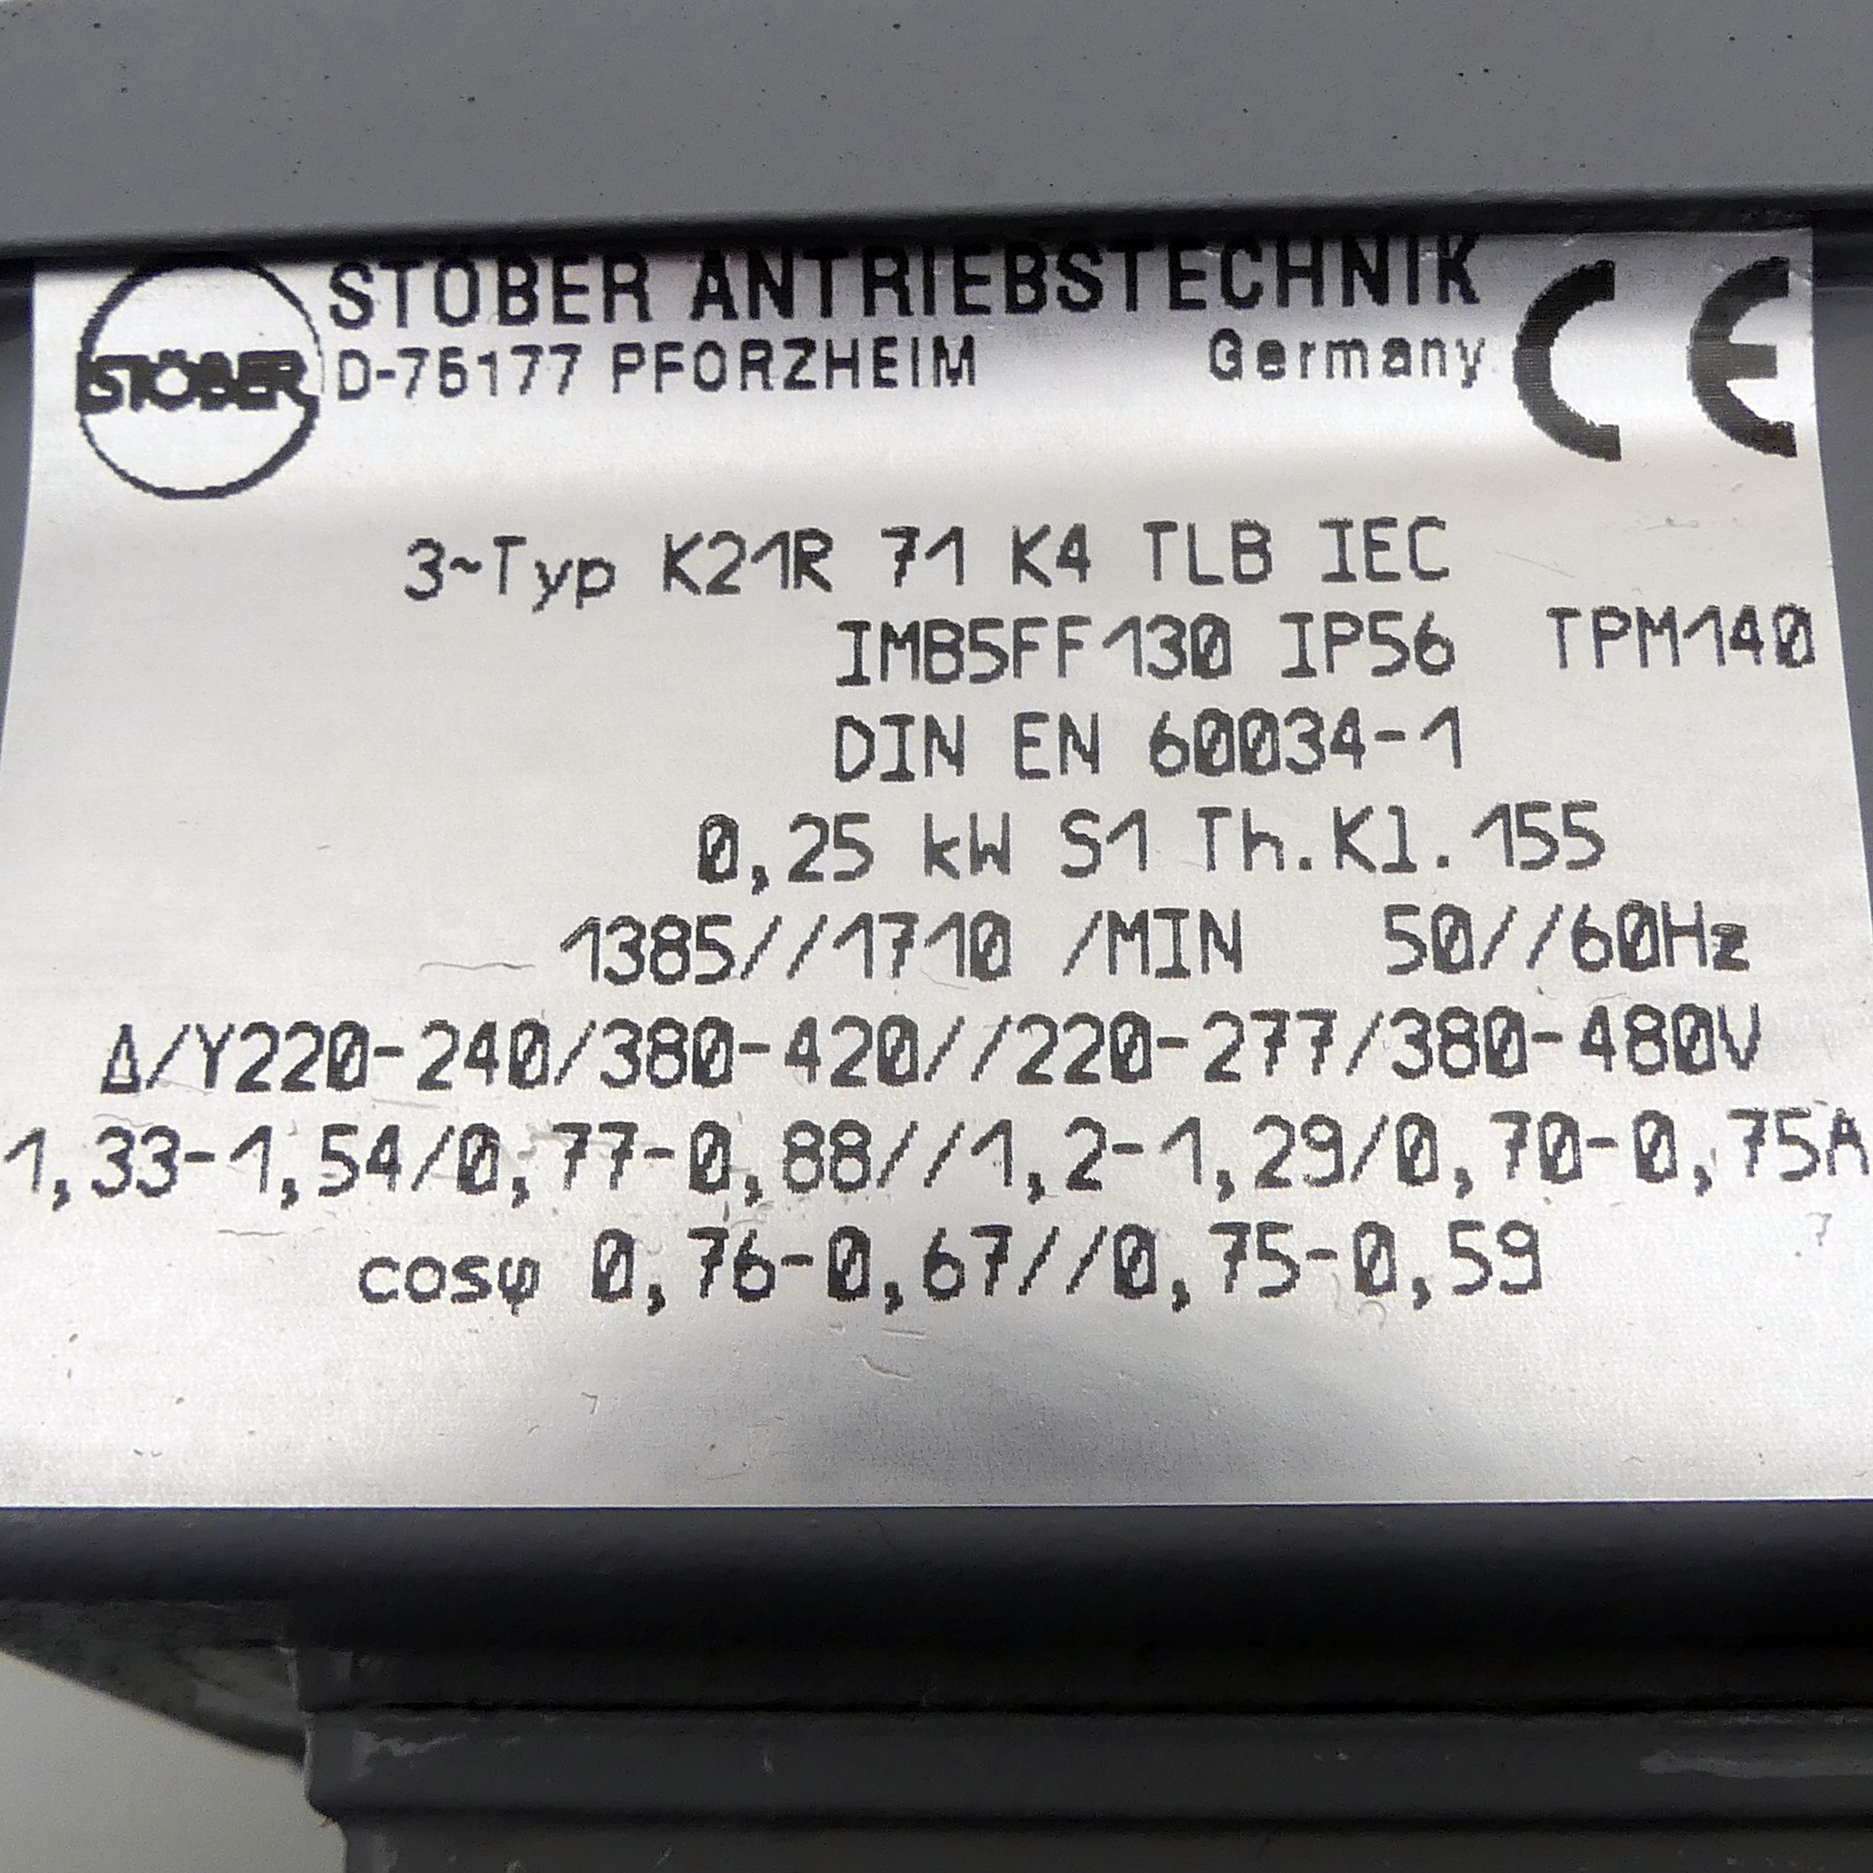 STÖBER
STÖBER ANTRIEBSTECHNIK
D-75177 PFORZHEIM Germany CE
3~Typ K21R 71 K4 TLB IEC
IMB5FF130 IP56 TPM140
DIN EN 60034-1
0,25 kW S1 Th.Kl.155
1385//1710 /MIN 50//60Hz
Δ/Y220-240/380-420//220-277/380-480V
1,33-1,54/0,77-0,88//1,2-1,29/0,70-0,75A
cosφ 0,76-0,67//0,75-0,59